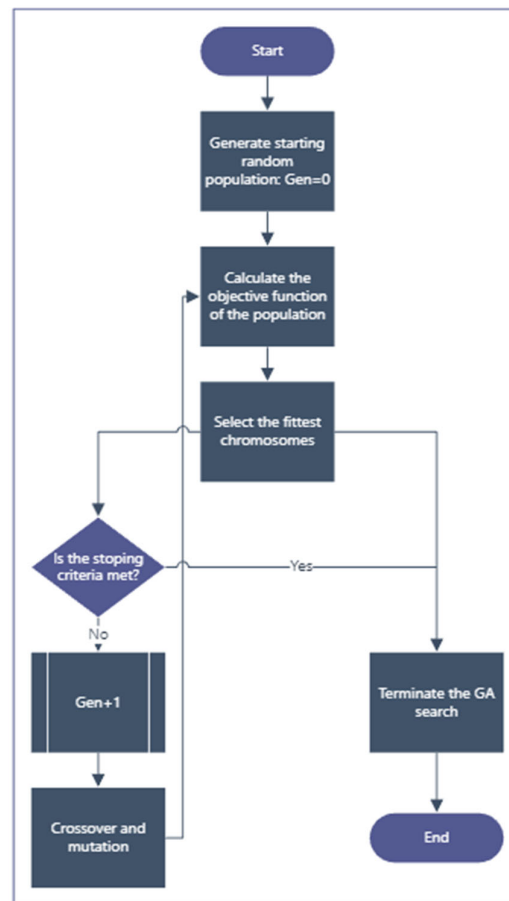 Start
Generate starting
random
population: Gen=0
Calculate the
objective function
of the population
Select the fittest
chromosomes
Is the stoping
criteria met?
Yes
No
Gen+1
Terminate the GA
search
Crossover and
mutation
End